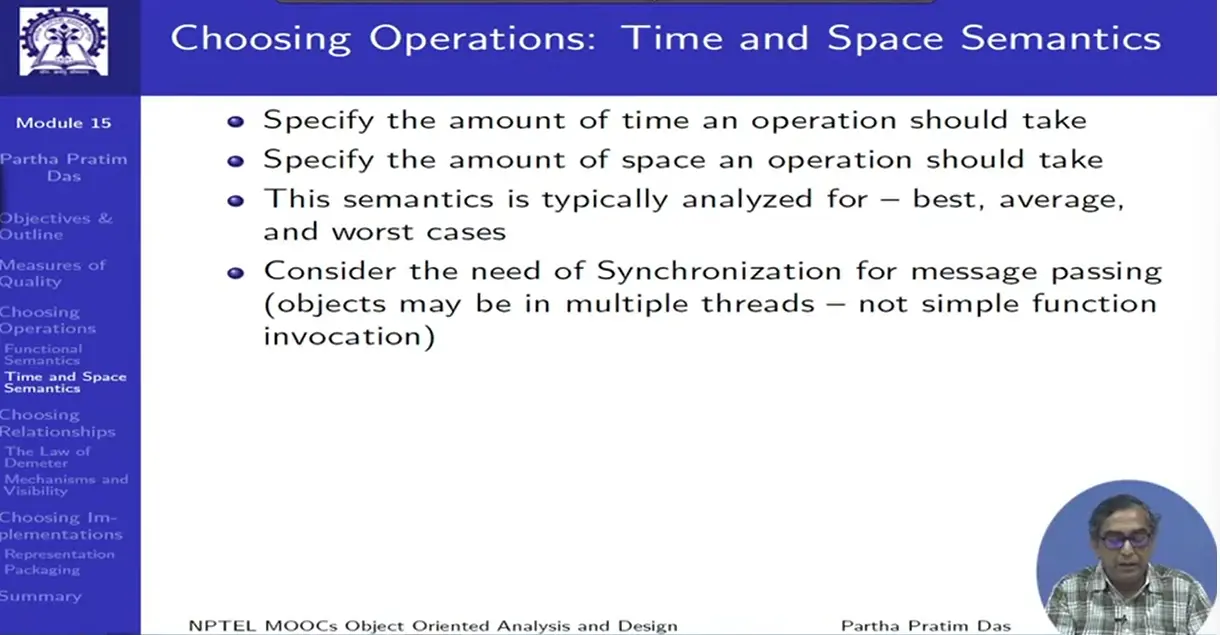 Choosing Operations: Time and Space Semantics
Module 15
Partha Pratim
Das
Objectives &
Outline
Measures of
Quality
Choosing
Operations
Functional
Semantics
Time and Space
Semantics
Choosing
Relationships
The Law of
Demeter
Mechanisms and
Visibility
Choosing Im-
plementations
Representation
Packaging
Summary
Specify the amount of time an operation should take
Specify the amount of space an operation should take
This semantics is typically analyzed for – best, average,
and worst cases
Consider the need of Synchronization for message passing
(objects may be in multiple threads – not simple function
invocation)
NPTEL MOOCs Object Oriented Analysis and Design
Partha Pratim Das